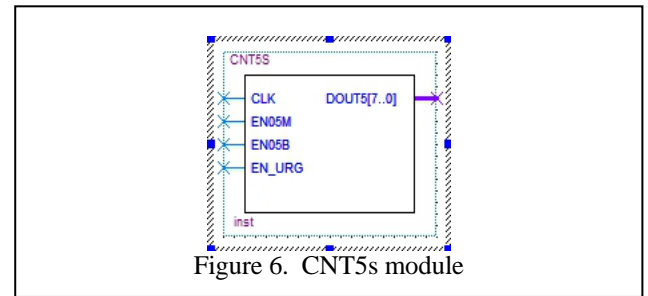 CNT5S
CLK DOUT5[7..0]
EN05M
EN05B
EN_URG
inst
Figure 6. CNT5s module